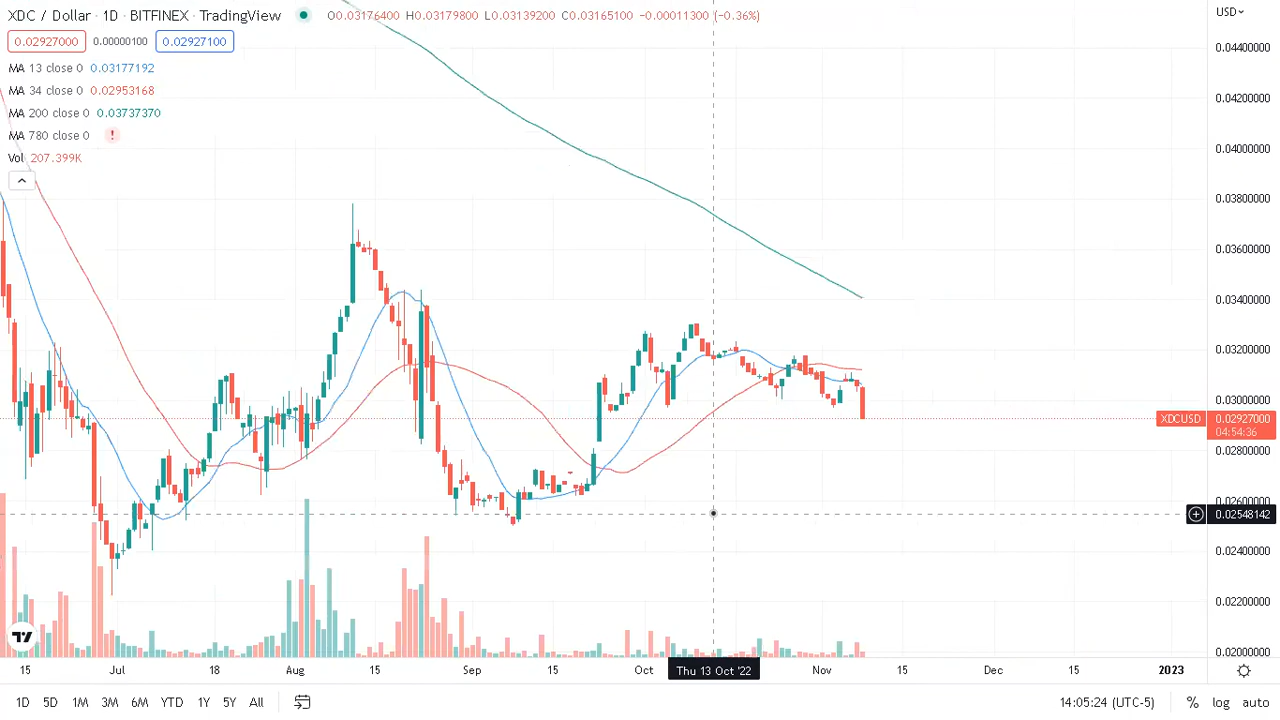 XDC / Dollar · 1D · BITFINEX · TradingView O0.03176400 H0.03179800 L0.03139200 C0.03165100 −0.00011300 (−0.36%)
USD
0.02927000 0.00000100 0.02927100
MA 13 close 0 0.03177192
MA 34 close 0 0.02953168
MA 200 close 0 0.03737370
MA 780 close 0 !
Vol 207.399K
0.04400000
0.04200000
0.04000000
0.03800000
0.03600000
0.03400000
0.03200000
0.03000000
XDCUSD 0.02927000
04:54:36
0.02800000
0.02600000
0.02548142
0.02400000
0.02200000
0.02000000
15 Jul 18 Aug 15 Sep 15 Oct Thu 13 Oct '22 Nov 15 Dec 15 2023
1D 5D 1M 3M 6M YTD 1Y 5Y All 14:05:24 (UTC-5) % log auto